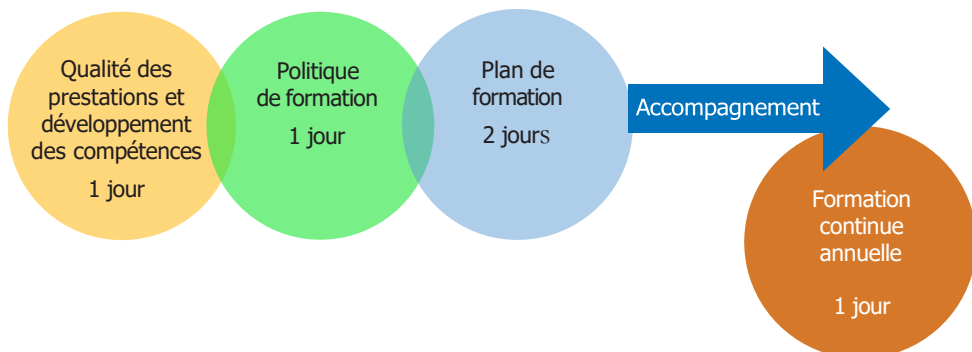 Qualité des
prestations et
développement
des compétences
1 jour
Politique
de formation
1 jour
Plan de
formation
2 jours
Accompagnement
Formation
continue
annuelle
1 jour